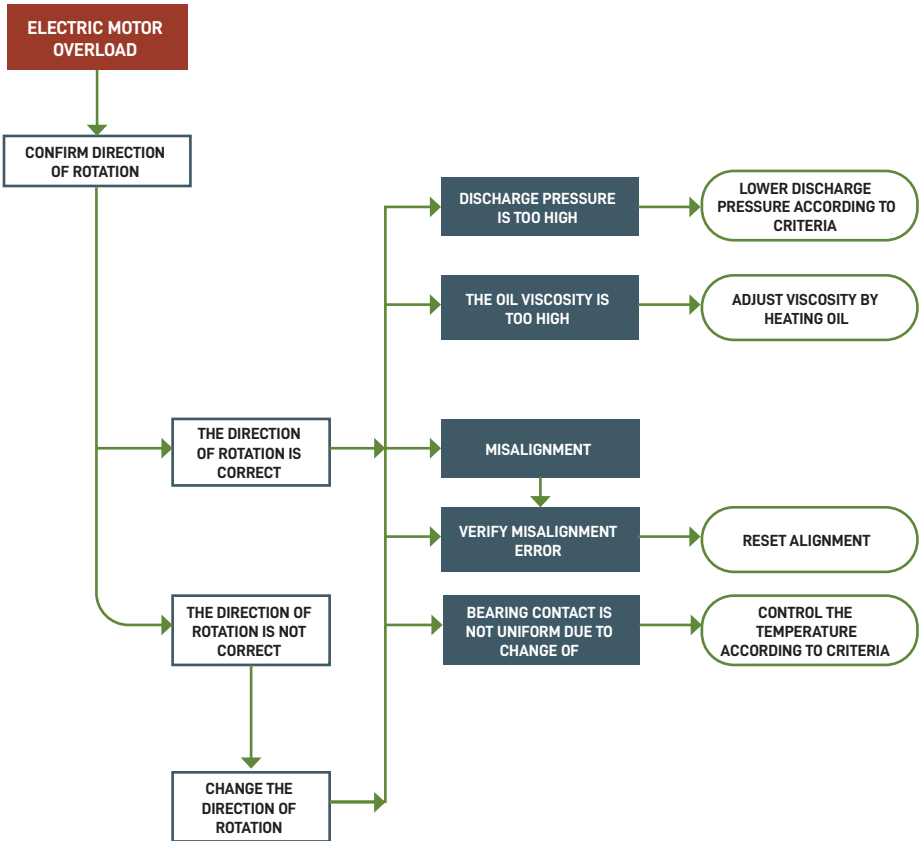 ELECTRIC MOTOR
OVERLOAD
CONFIRM DIRECTION
OF ROTATION
DISCHARGE PRESSURE
IS TOO HIGH
LOWER DISCHARGE
PRESSURE ACCORDING TO
CRITERIA
THE OIL VISCOSITY IS
TOO HIGH
ADJUST VISCOSITY BY
HEATING OIL
THE DIRECTION
OF ROTATION IS
CORRECT
MISALIGNMENT
VERIFY MISALIGNMENT
ERROR
RESET ALIGNMENT
THE DIRECTION OF
ROTATION IS NOT
CORRECT
BEARING CONTACT IS
NOT UNIFORM DUE TO
CHANGE OF
CONTROL THE
TEMPERATURE
ACCORDING TO CRITERIA
CHANGE THE
DIRECTION OF
ROTATION